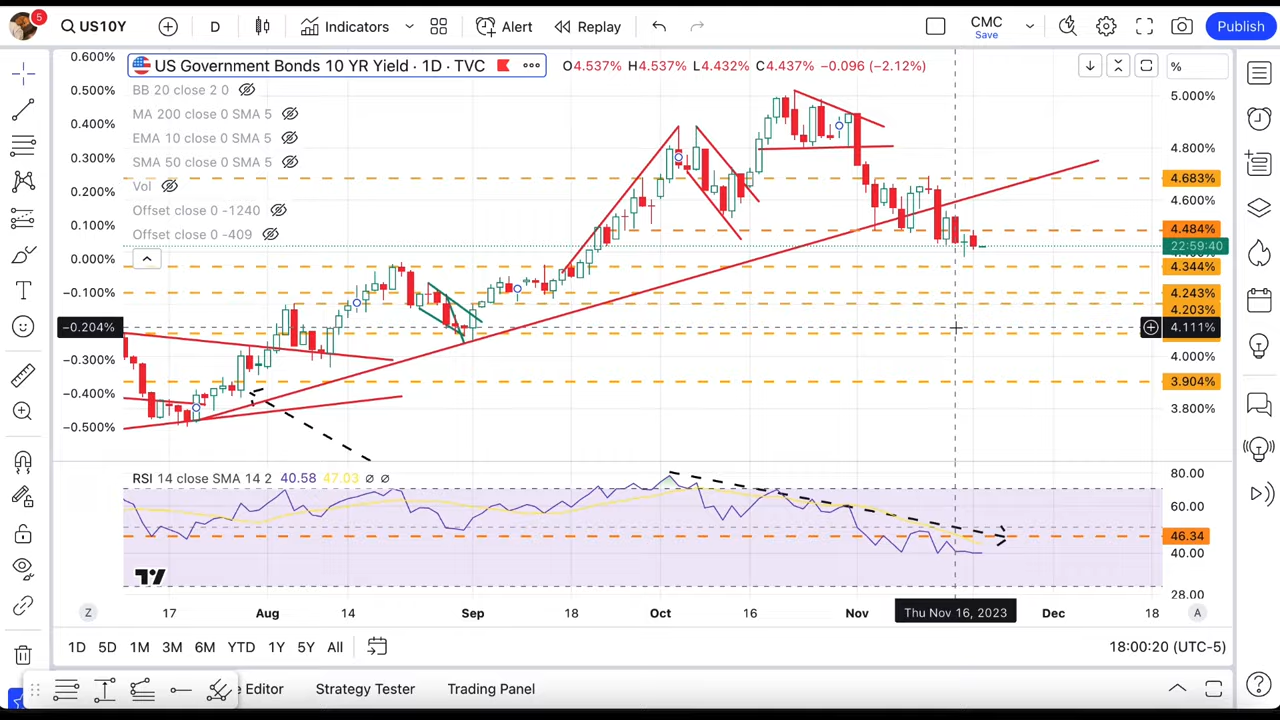 5 US10Y D Indicators Alert Replay CMC Save Publish
US Government Bonds 10 YR Yield · 1D · TVC O4.537% H4.537% L4.432% C4.437% −0.096 (−2.12%) %
BB 20 close 2 0
MA 200 close 0 SMA 5
EMA 10 close 0 SMA 5
SMA 50 close 0 SMA 5
Vol
Offset close 0 -1240
Offset close 0 -409
0.600%
0.500%
0.400%
0.300%
0.200%
0.100%
0.000%
−0.100%
−0.204%
−0.300%
−0.400%
−0.500%
5.000%
4.800%
4.683%
4.600%
4.484%
22:59:40
4.344%
4.243%
4.203%
4.111%
4.000%
3.904%
3.800%
RSI 14 close SMA 14 2 40.58 47.03 ø ø
80.00
60.00
46.34
40.00
28.00
Z 17 Aug 14 Sep 18 Oct 16 Nov Thu Nov 16, 2023 Dec 18 A
1D 5D 1M 3M 6M YTD 1Y 5Y All 18:00:20 (UTC-5)
e Editor Strategy Tester Trading Panel